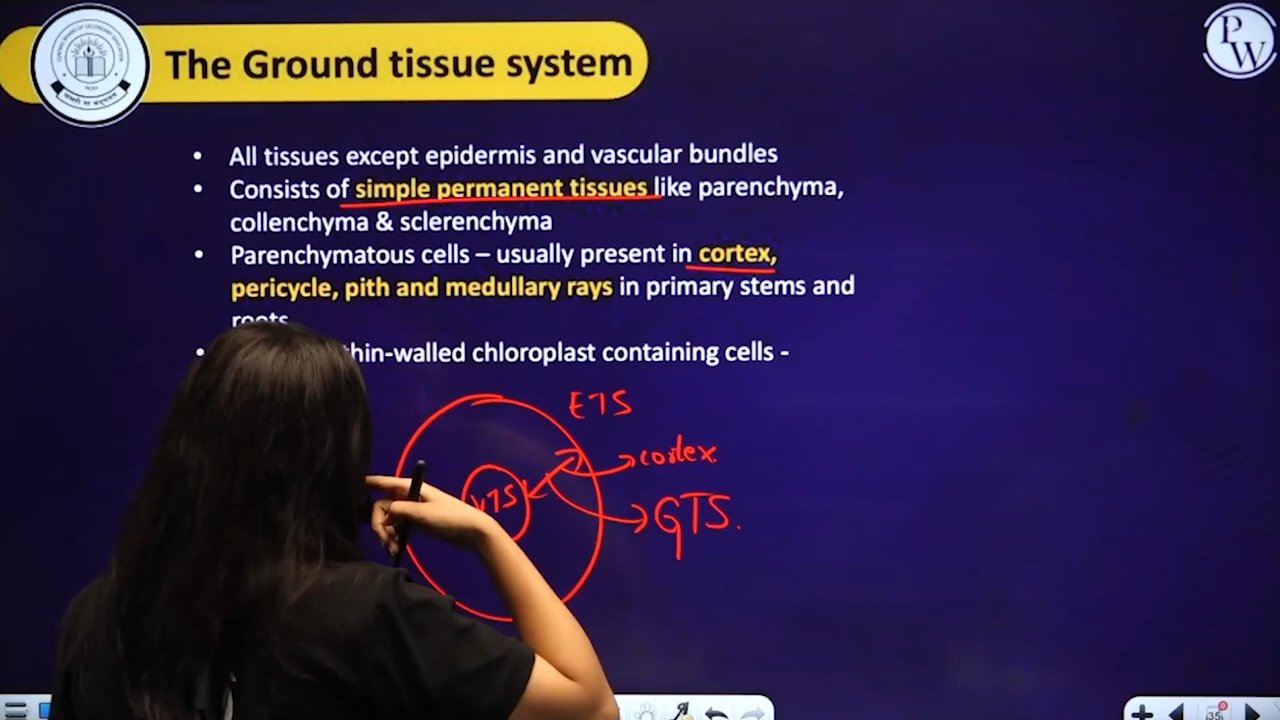 The Ground tissue system
PW
• All tissues except epidermis and vascular bundles
• Consists of simple permanent tissues like parenchyma,
collenchyma & sclerenchyma
• Parenchymatous cells – usually present in cortex,
pericycle, pith and medullary rays in primary stems and
roots
• thin-walled chloroplast containing cells -
ETS
cortex
VTS
GTS.